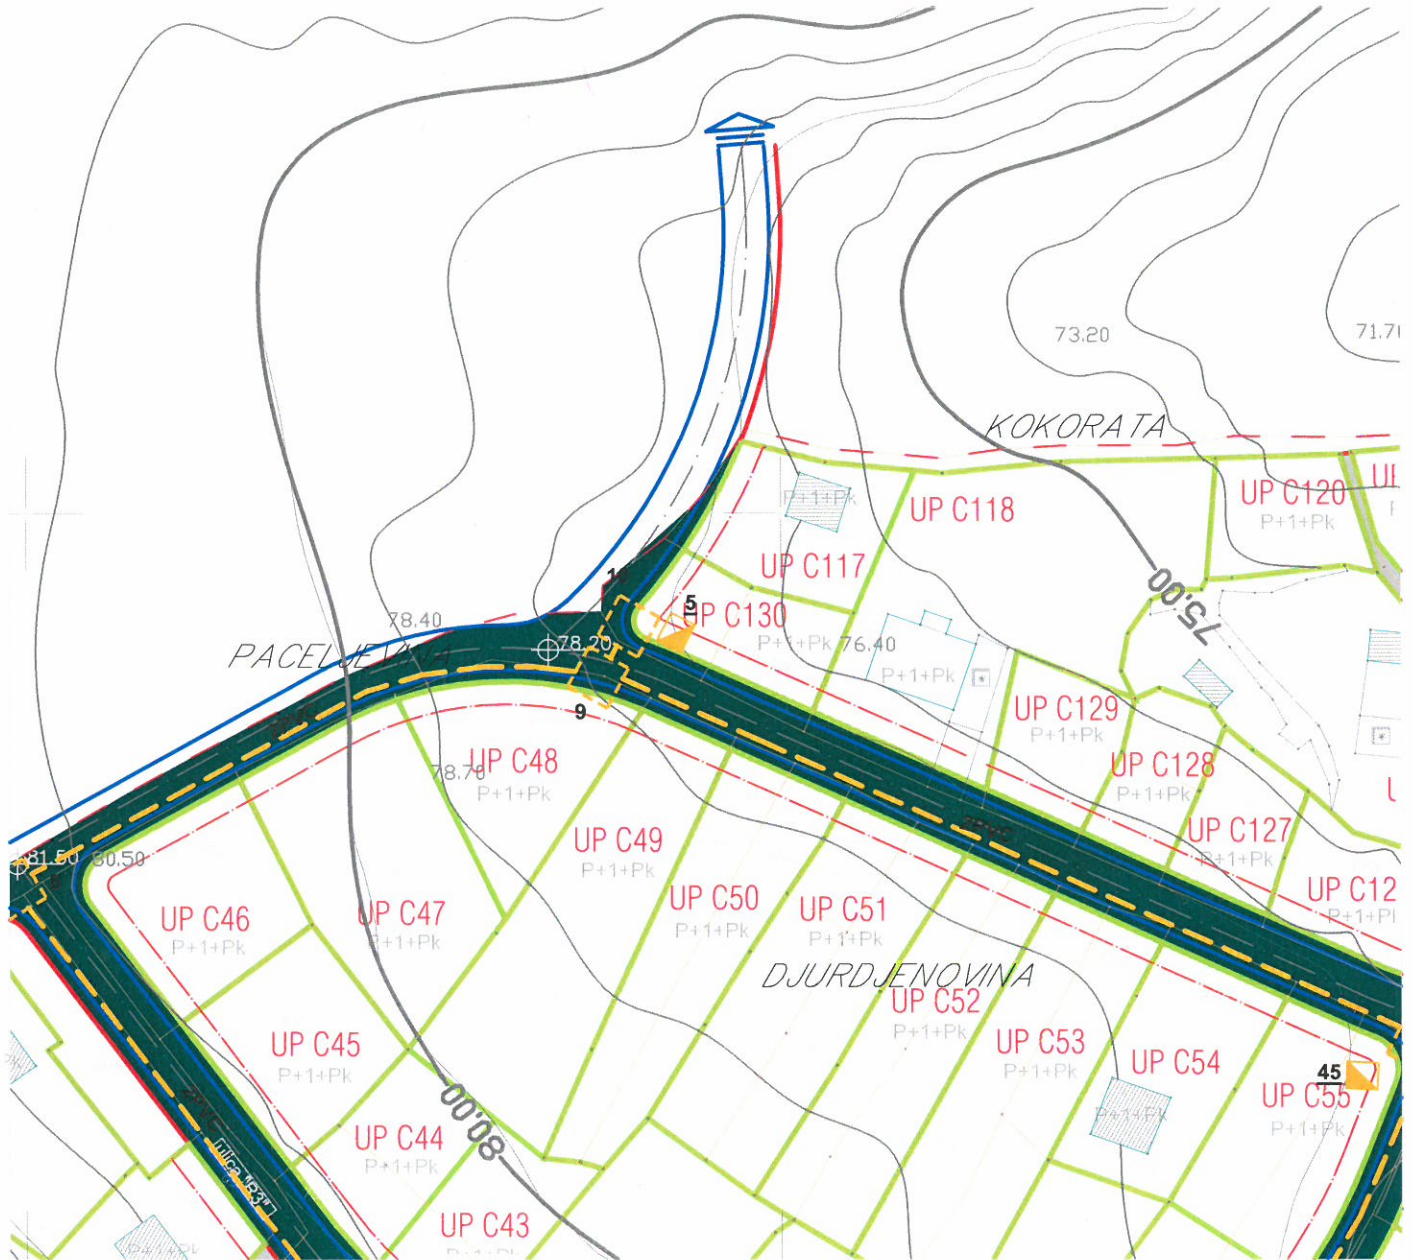 73.20
71.70
KOKORATA
UP C120
P+1+Pk
P+1+Pk
UP C118
UP C117
75.00
5
UP C130
P+1+Pk
76.40
78.40
78.20
PACELJEVINA
P+1+Pk
9
UP C129
P+1+Pk
UP C48
78.70
P+1+Pk
UP C128
P+1+Pk
UP C49
P+1+Pk
UP C127
P+1+Pk
81.50
80.50
UP C50
P+1+Pk
UP C51
P+1+Pk
UP C12
P+1+Pk
UP C46
P+1+Pk
UP C47
P+1+Pk
DJURDJENOVINA
UP C52
P+1+Pk
UP C45
P+1+Pk
UP C53
P+1+Pk
UP C54
P+1+Pk
45
UP C55
P+1+Pk
80.00
UP C44
P+1+Pk
ulica "B3"
UP C43